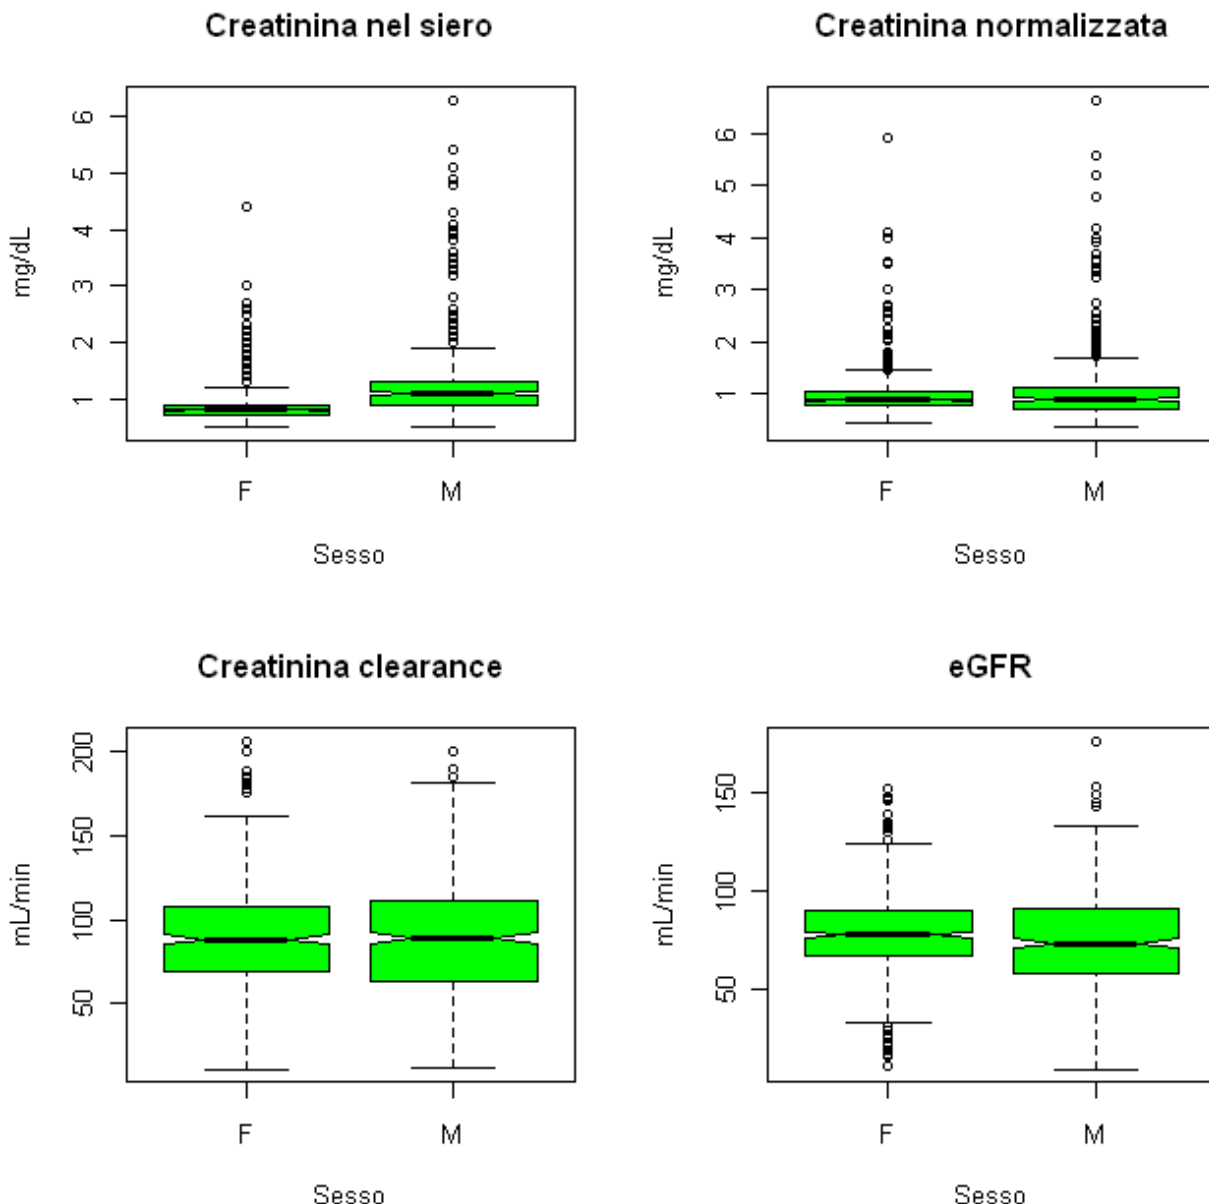 Creatinina nel siero
mg/dL
6
5
4
3
2
1
F M
Sesso
Creatinina normalizzata
mg/dL
6
5
4
3
2
1
F M
Sesso
Creatinina clearance
mL/min
200
150
100
50
F M
Sesso
eGFR
mL/min
150
100
50
F M
Sesso